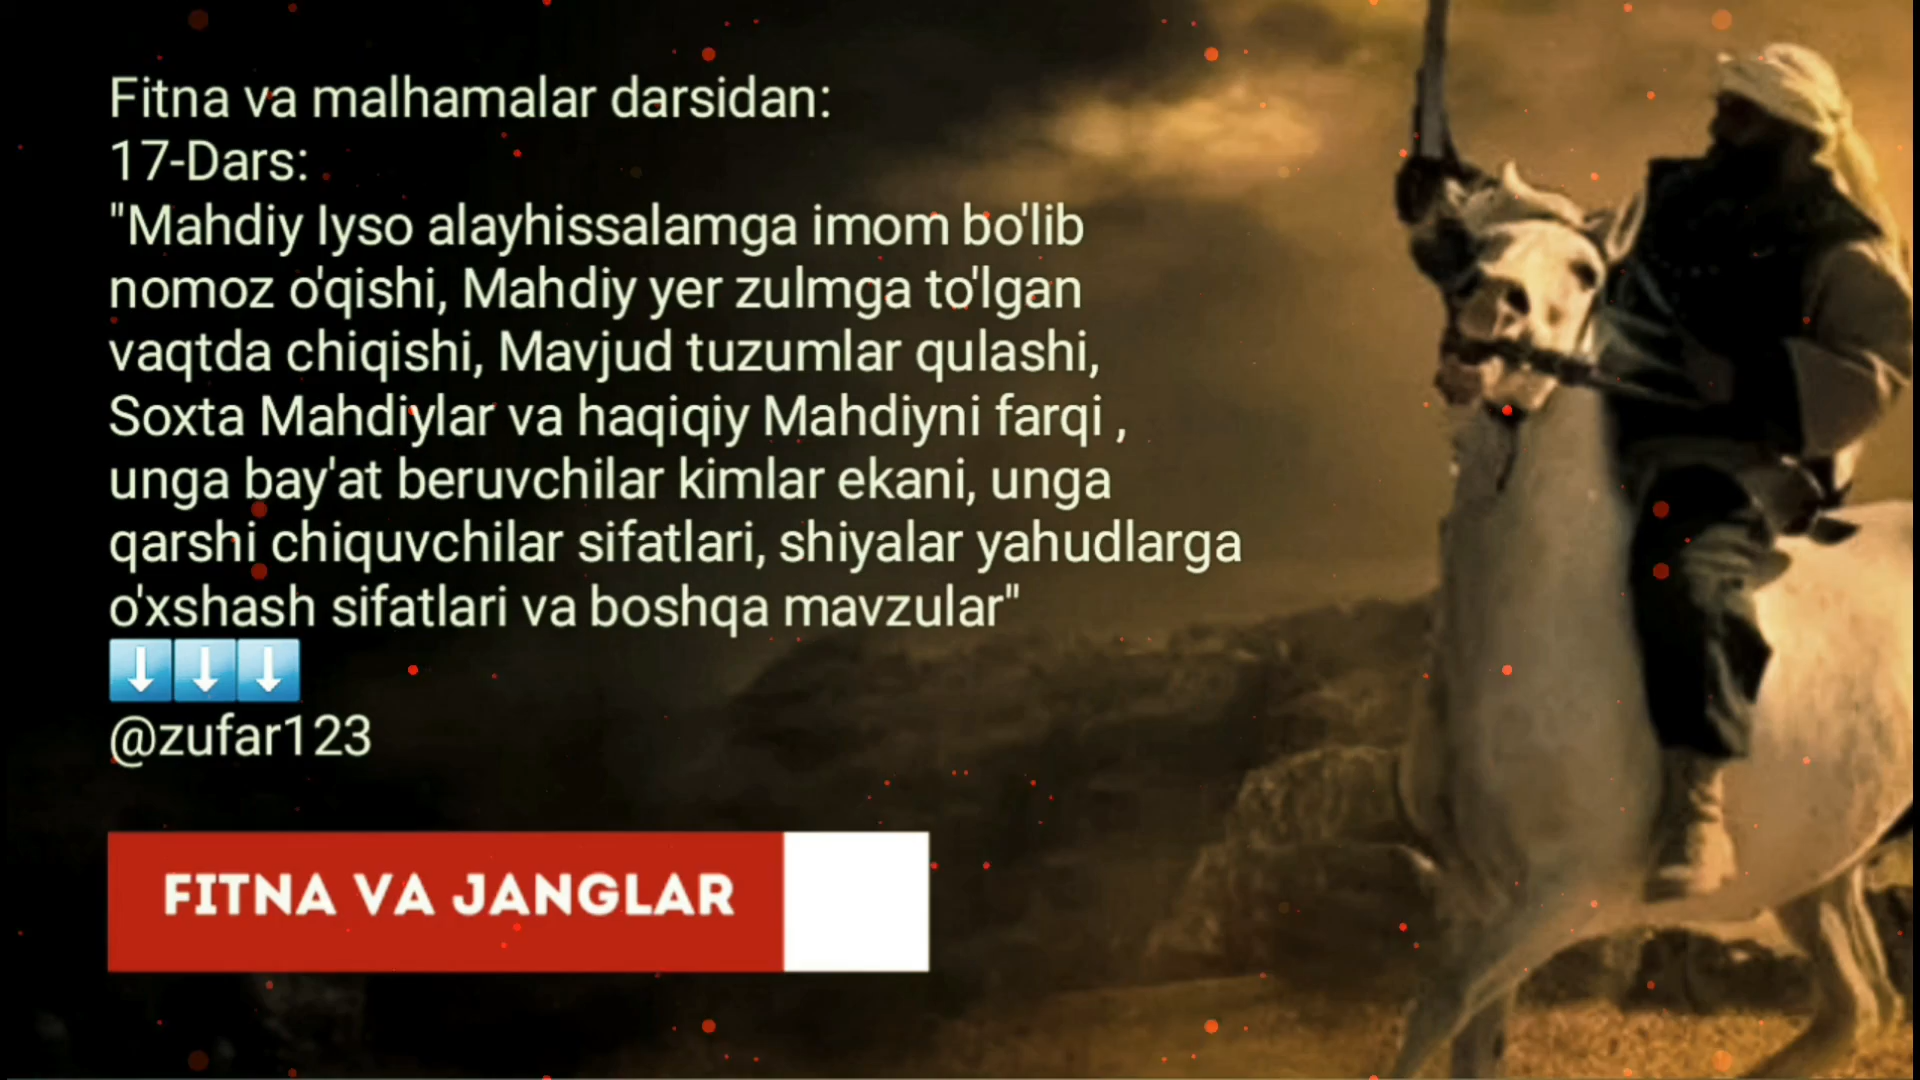 Fitna va malhamalar darsidan:
17-Dars:
"Mahdiy Iyso alayhissalamga imom bo'lib
nomoz o'qishi, Mahdiy yer zulmga to'lgan
vaqtda chiqishi, Mavjud tuzumlar qulashi,
Soxta Mahdiylar va haqiqiy Mahdiyni farqi ,
unga bay'at beruvchilar kimlar ekani, unga
qarshi chiquvchilar sifatlari, shiyalar yahudlarga
o'xshash sifatlari va boshqa mavzular"
⬇️⬇️⬇️
@zufar123
FITNA VA JANGLAR